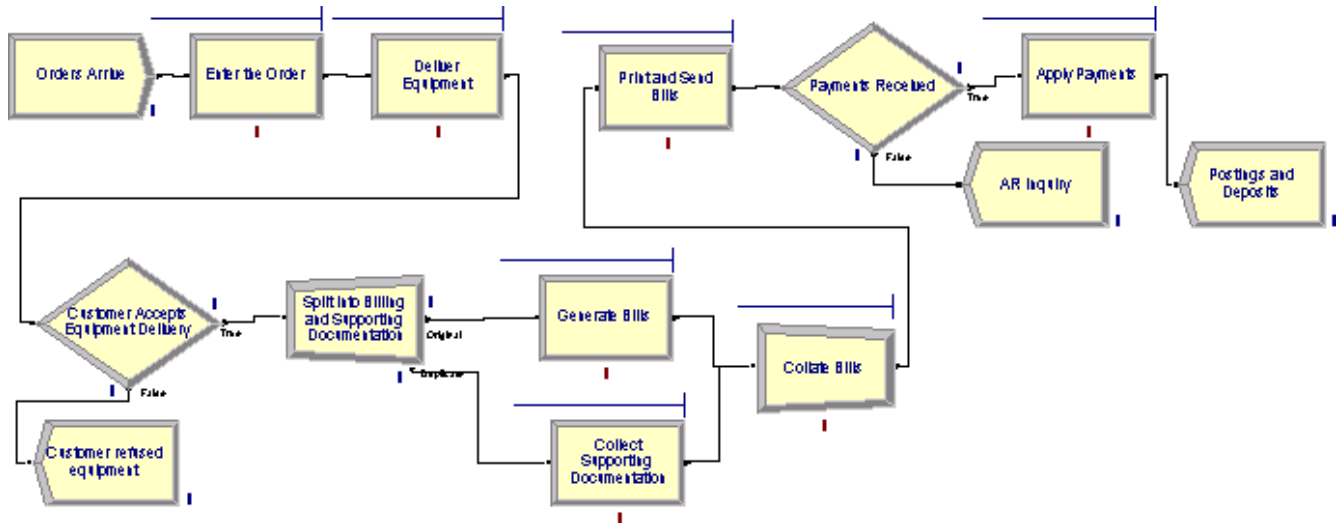 Orders Arrive
Enter the Order
Deliver
Equipment
Print and Send
Bills
Payments Received
True
False
Apply Payments
AR Inquiry
Postings and
Deposits
Customer Accepts
Equipment Delivery
True
False
Customer refused
equipment
Split into Billing
and Supporting
Documentation
Original
Duplicate
Generate Bills
Collect
Supporting
Documentation
Collate Bills